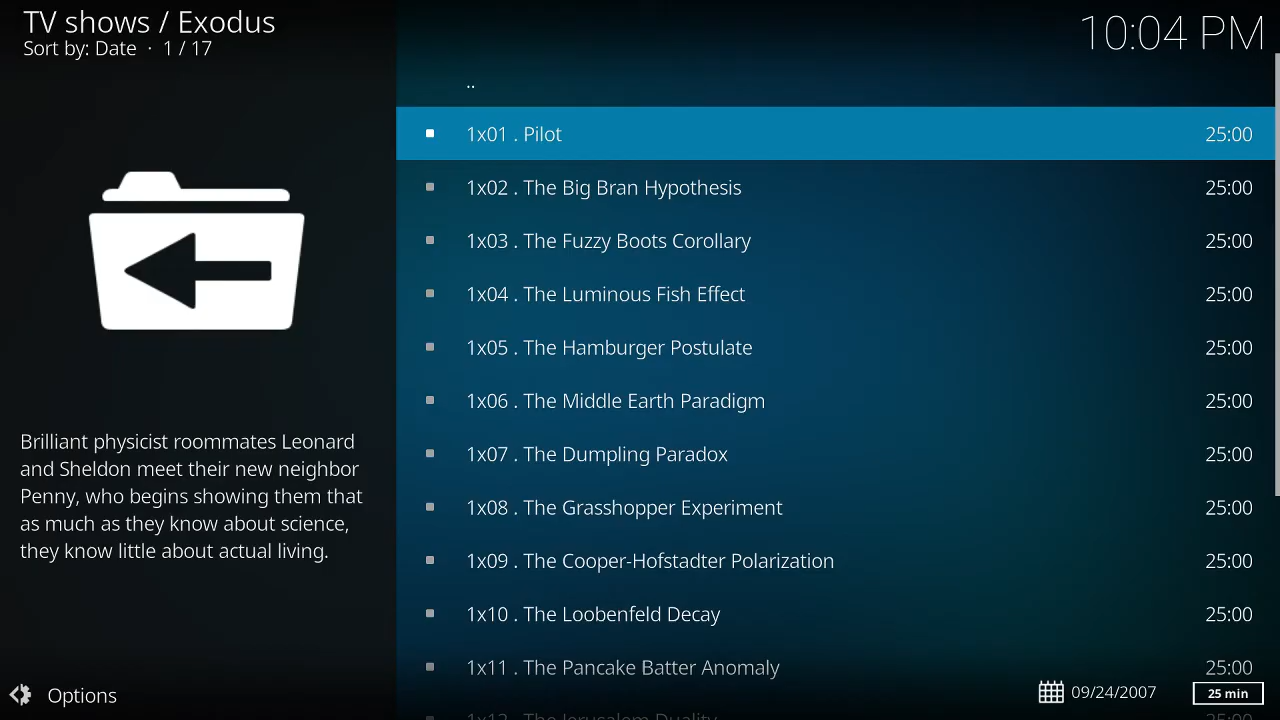 TV shows / Exodus
Sort by: Date · 1 / 17
10:04 PM
..
1x01 . Pilot 25:00
1x02 . The Big Bran Hypothesis 25:00
1x03 . The Fuzzy Boots Corollary 25:00
1x04 . The Luminous Fish Effect 25:00
1x05 . The Hamburger Postulate 25:00
1x06 . The Middle Earth Paradigm 25:00
1x07 . The Dumpling Paradox 25:00
1x08 . The Grasshopper Experiment 25:00
1x09 . The Cooper-Hofstadter Polarization 25:00
1x10 . The Loobenfeld Decay 25:00
1x11 . The Pancake Batter Anomaly 25:00
1x12 . The Jerusalem Duality
Brilliant physicist roommates Leonard
and Sheldon meet their new neighbor
Penny, who begins showing them that
as much as they know about science,
they know little about actual living.
Options
09/24/2007
25 min